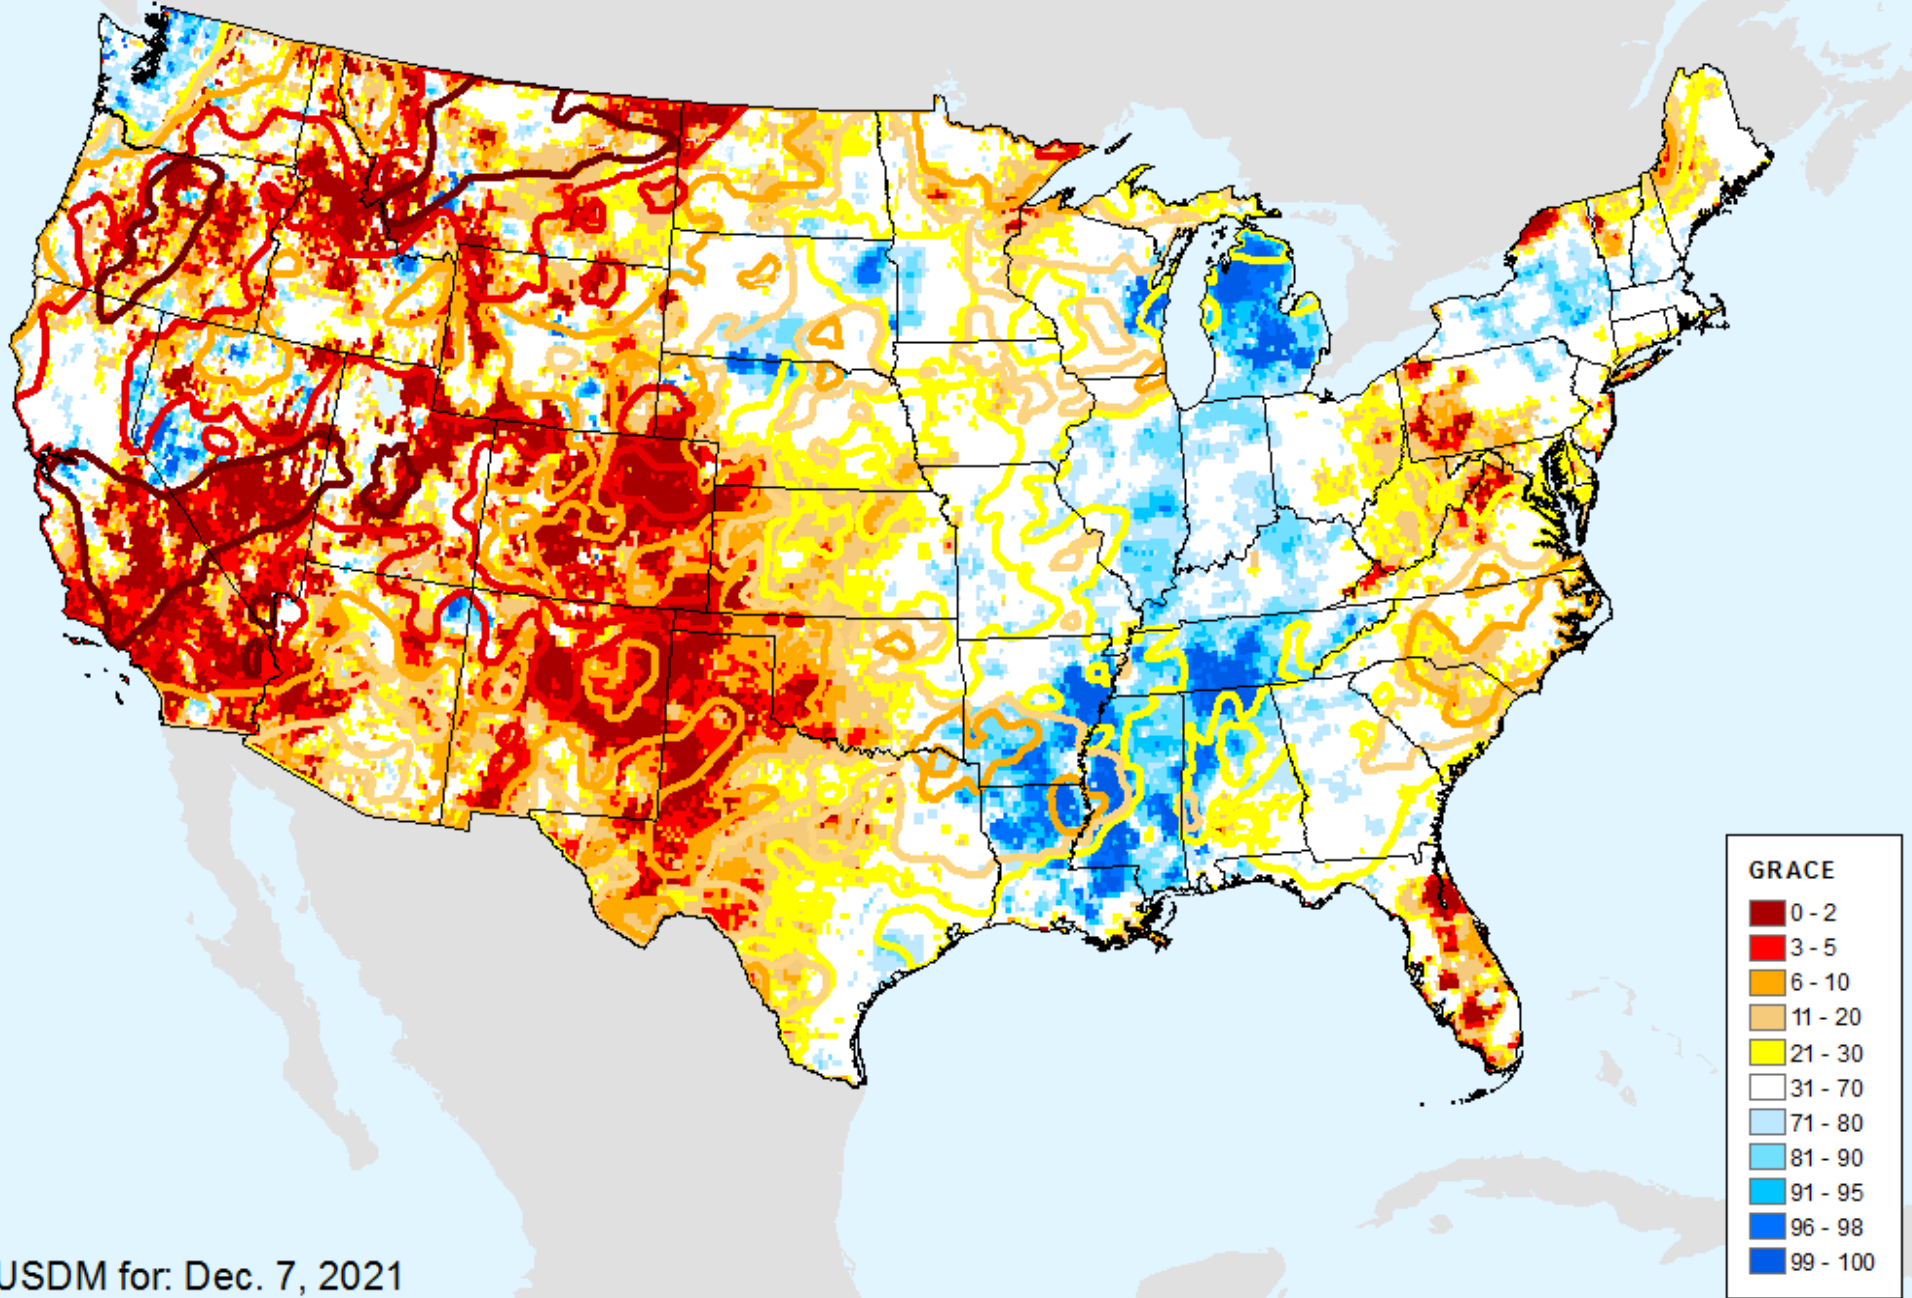 GRACE
0 - 2
3 - 5
6 - 10
11 - 20
21 - 30
31 - 70
71 - 80
81 - 90
91 - 95
96 - 98
99 - 100
USDM for: Dec. 7, 2021